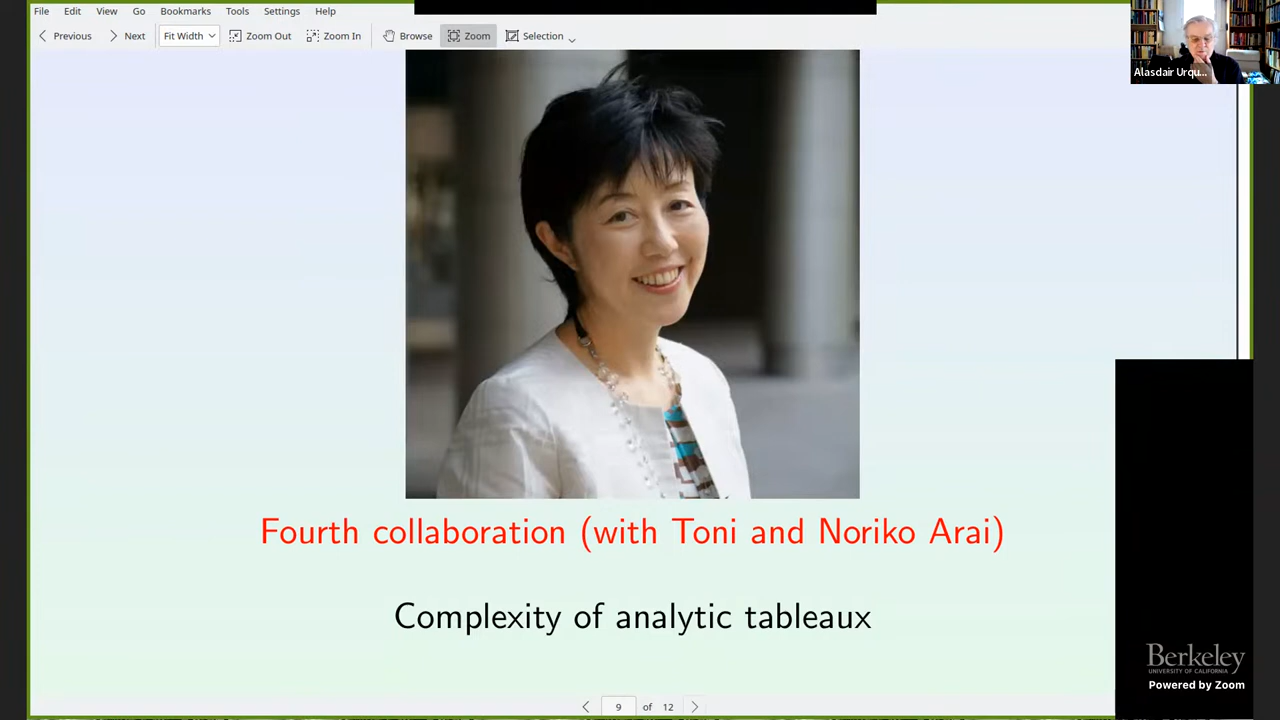 File Edit View Go Bookmarks Tools Settings Help
Previous Next Fit Width Zoom Out Zoom In Browse Zoom Selection
Alasdair Urqu...
Fourth collaboration (with Toni and Noriko Arai)
Complexity of analytic tableaux
Berkeley
UNIVERSITY OF CALIFORNIA
Powered by Zoom
9 of 12